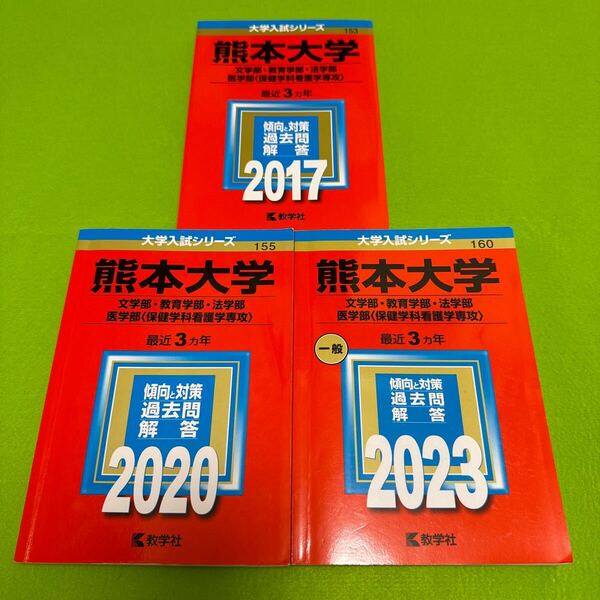 大学入試シリーズ
153
熊本大学
文学部・教育学部・法学部
医学部〈保健学科看護学専攻〉
最近3カ年
傾向と対策
過去問
解答
2017
教学社
大学入試シリーズ
155
熊本大学
文学部・教育学部・法学部
医学部〈保健学科看護学専攻〉
最近3カ年
傾向と対策
過去問
解答
2020
教学社
大学入試シリーズ
160
熊本大学
文学部・教育学部・法学部
医学部〈保健学科看護学専攻〉
一般
最近3カ年
傾向と対策
過去問
解答
2023
教学社